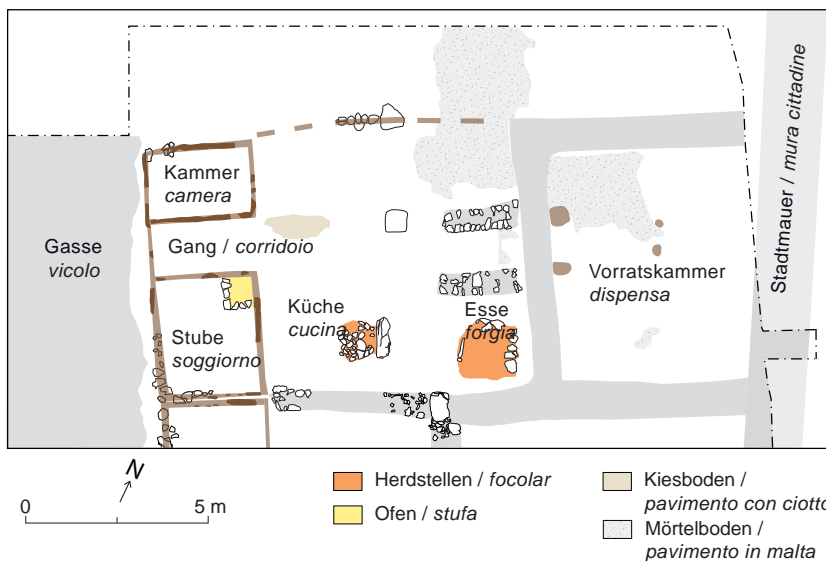 Kammer
camera
Gasse
vicolo
Gang / corridoio
Stube
soggiorno
Küche
cucina
Esse
forgia
Vorratskammer
dispensa
Stadtmauer / mura cittadine
N
0 5 m
Herdstellen / focolar
Ofen / stufa
Kiesboden /
pavimento con ciotto
Mörtelboden /
pavimento in malta